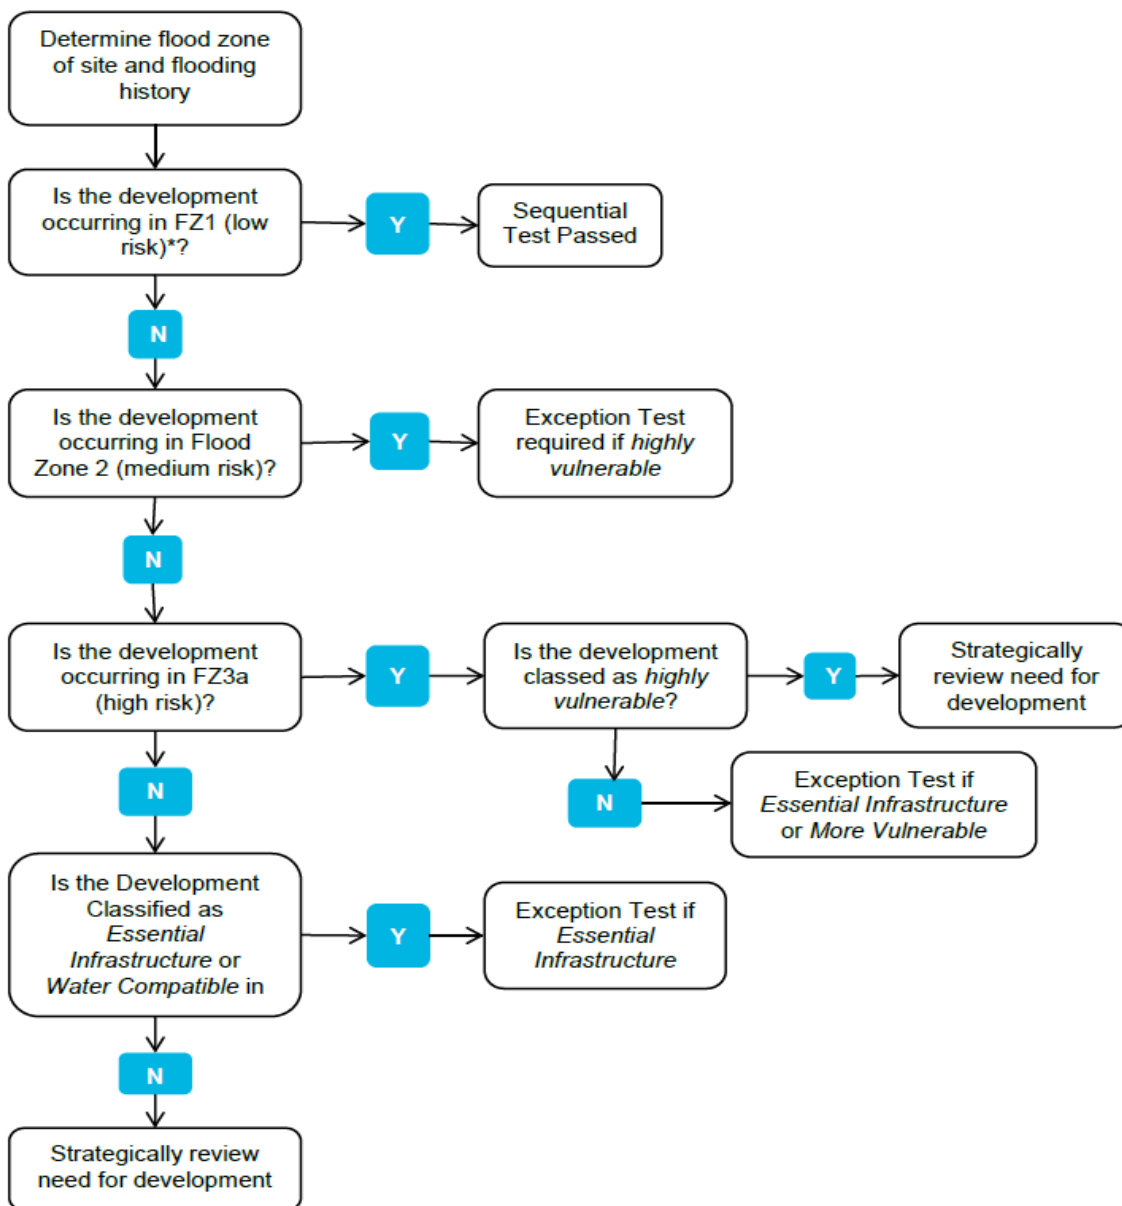 Determine flood zone
of site and flooding
history
Is the development
occurring in FZ1 (low
risk)*?
Y
Sequential
Test Passed
N
Is the development
occurring in Flood
Zone 2 (medium risk)?
Y
Exception Test
required if highly
vulnerable
N
Is the development
occurring in FZ3a
(high risk)?
Y
Is the development
classed as highly
vulnerable?
Y
Strategically
review need for
development
N
Exception Test if
Essential Infrastructure
or More Vulnerable
N
Is the Development
Classified as
Essential
Infrastructure or
Water Compatible in
Y
Exception Test if
Essential
Infrastructure
N
Strategically review
need for development